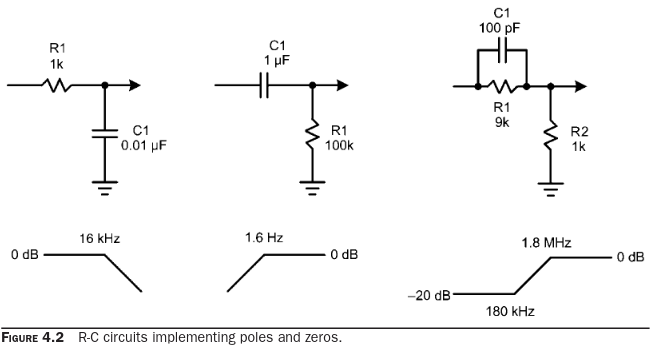 R1
1k
C1
0.01 µF
C1
1 µF
R1
100k
C1
100 pF
R1
9k
R2
1k
0 dB
16 kHz
1.6 Hz
0 dB
–20 dB
180 kHz
1.8 MHz
0 dB
FIGURE 4.2 R-C circuits implementing poles and zeros.